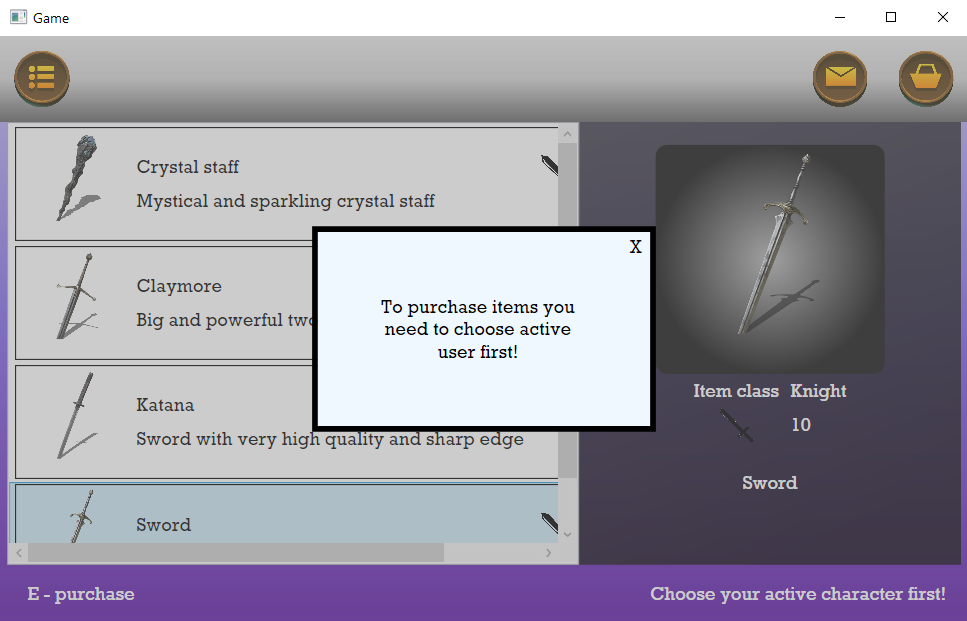 Game
Crystal staff
Mystical and sparkling crystal staff
Claymore
Big and powerful
Katana
Sword with very high quality and sharp edge
Sword
X
To purchase items you
need to choose active
user first!
Item class Knight
10
Sword
E - purchase
Choose your active character first!